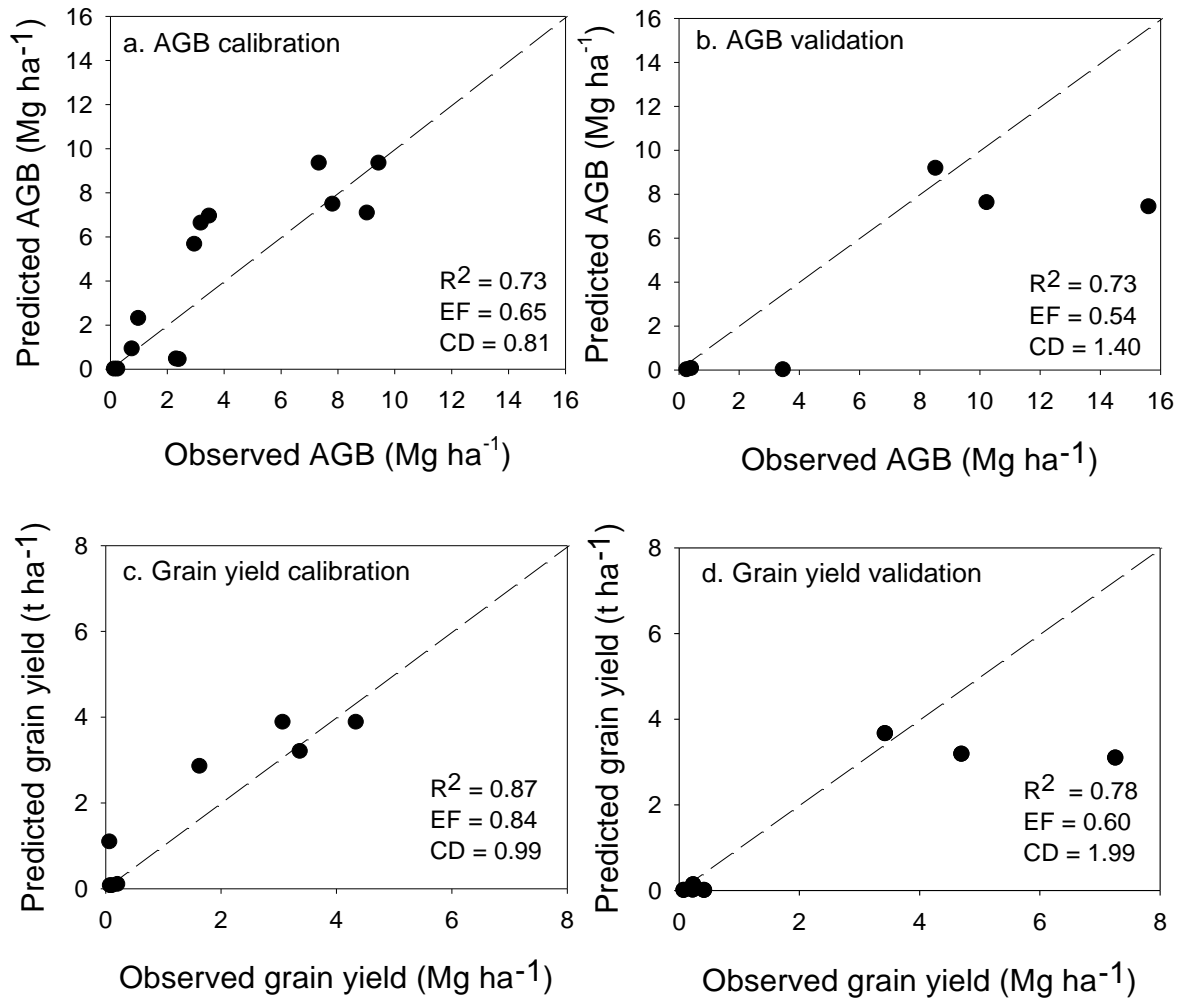 a. AGB calibration
Predicted AGB (Mg ha-1)
16
14
12
10
8
6
4
2
0
R2 = 0.73
EF = 0.65
CD = 0.81
0 2 4 6 8 10 12 14 16
Observed AGB (Mg ha-1)
b. AGB validation
Predicted AGB (Mg ha-1)
16
14
12
10
8
6
4
2
0
R2 = 0.73
EF = 0.54
CD = 1.40
0 2 4 6 8 10 12 14 16
Observed AGB (Mg ha-1)
c. Grain yield calibration
Predicted grain yield (t ha-1)
8
6
4
2
0
R2 = 0.87
EF = 0.84
CD = 0.99
0 2 4 6 8
Observed grain yield (Mg ha-1)
d. Grain yield validation
Predicted grain yield (t ha-1)
8
6
4
2
0
R2 = 0.78
EF = 0.60
CD = 1.99
0 2 4 6 8
Observed grain yield (Mg ha-1)